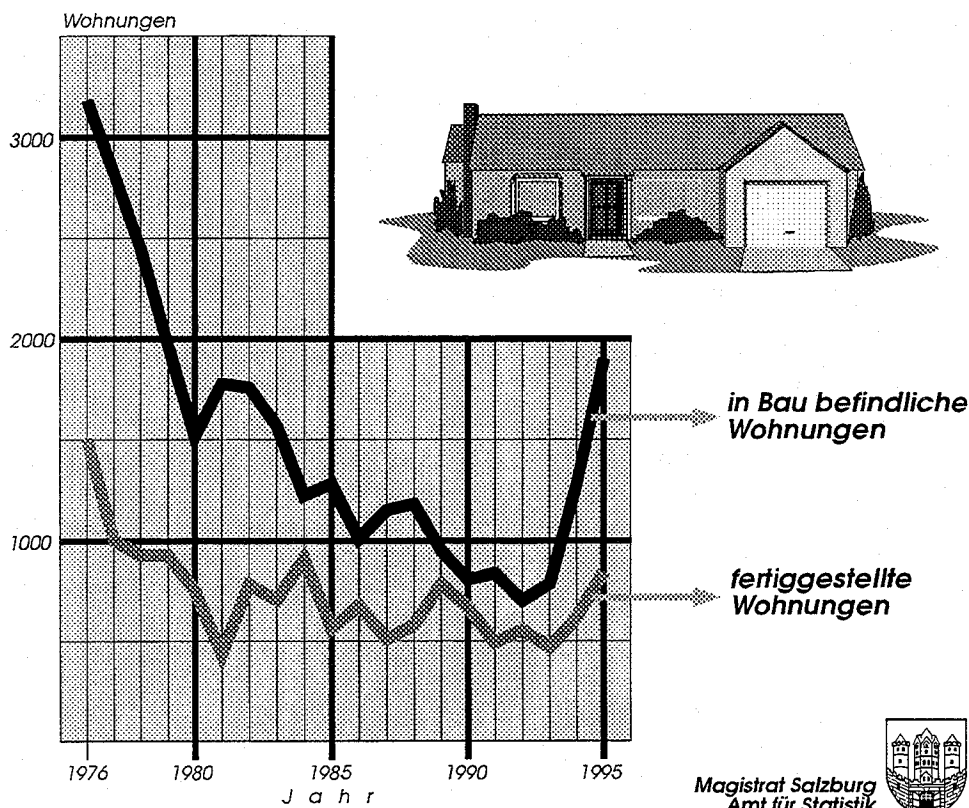 Wohnungen
3000
2000
1000
in Bau befindliche
Wohnungen
fertiggestellte
Wohnungen
1976 1980 1985 1990 1995
Jahr
Magistrat Salzburg
Amt für Statistik